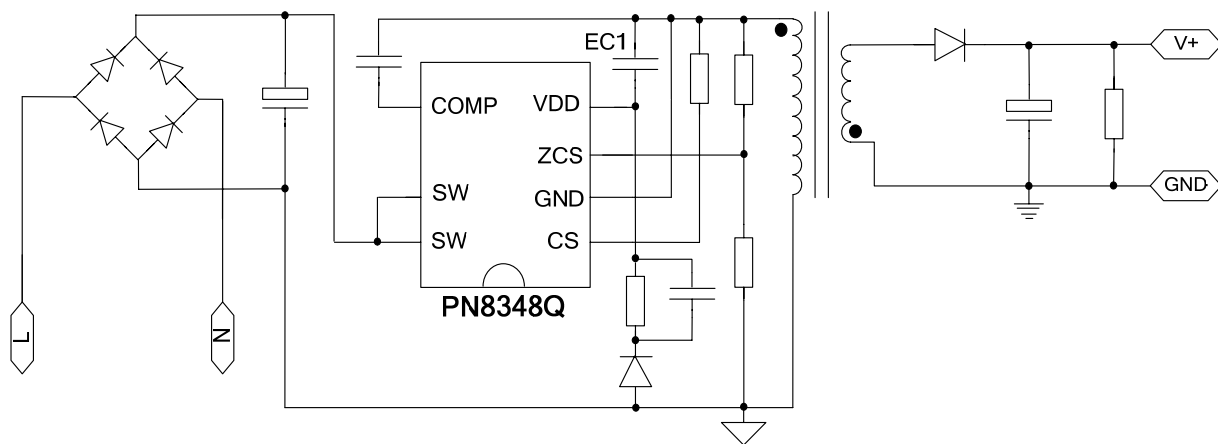 EC1
V+
COMP
VDD
ZCS
SW
GND
GND
SW
CS
PN8348Q
L
N